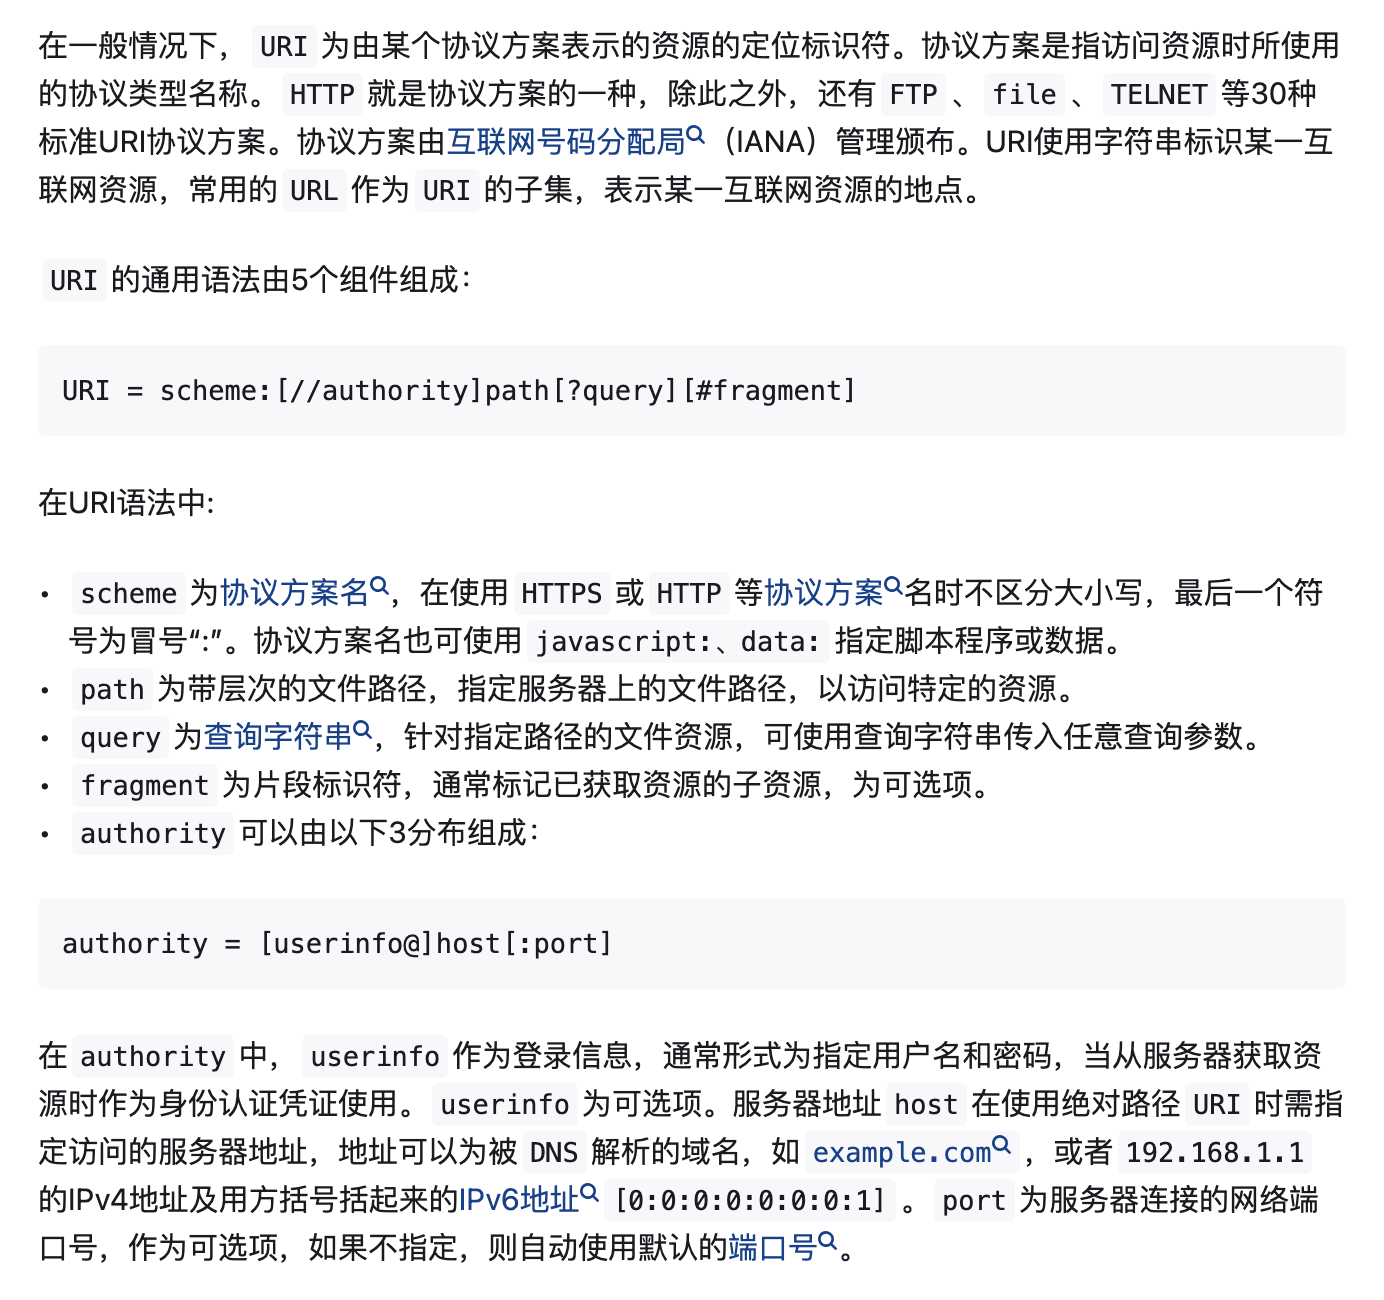 在一般情况下， URI 为由某个协议方案表示的资源的定位标识符。协议方案是指访问资源时所使用
的协议类型名称。 HTTP 就是协议方案的一种，除此之外，还有 FTP 、 file 、 TELNET 等30种
标准URI协议方案。协议方案由互联网号码分配局（IANA）管理颁布。URI使用字符串标识某一互
联网资源，常用的 URL 作为 URI 的子集，表示某一互联网资源的地点。
URI 的通用语法由5个组件组成：
URI = scheme:[//authority]path[?query][#fragment]
在URI语法中:
• scheme 为协议方案名，在使用 HTTPS 或 HTTP 等协议方案名时不区分大小写，最后一个符
号为冒号“:”。协议方案名也可使用 javascript:、data: 指定脚本程序或数据。
• path 为带层次的文件路径，指定服务器上的文件路径，以访问特定的资源。
• query 为查询字符串，针对指定路径的文件资源，可使用查询字符串传入任意查询参数。
• fragment 为片段标识符，通常标记已获取资源的子资源，为可选项。
• authority 可以由以下3分布组成：
authority = [userinfo@]host[:port]
在 authority 中， userinfo 作为登录信息，通常形式为指定用户名和密码，当从服务器获取资
源时作为身份认证凭证使用。 userinfo 为可选项。服务器地址 host 在使用绝对路径 URI 时需指
定访问的服务器地址，地址可以为被 DNS 解析的域名，如 example.com ，或者 192.168.1.1
的IPv4地址及用方括号括起来的IPv6地址 [0:0:0:0:0:0:0:1] 。 port 为服务器连接的网络端
口号，作为可选项，如果不指定，则自动使用默认的端口号。